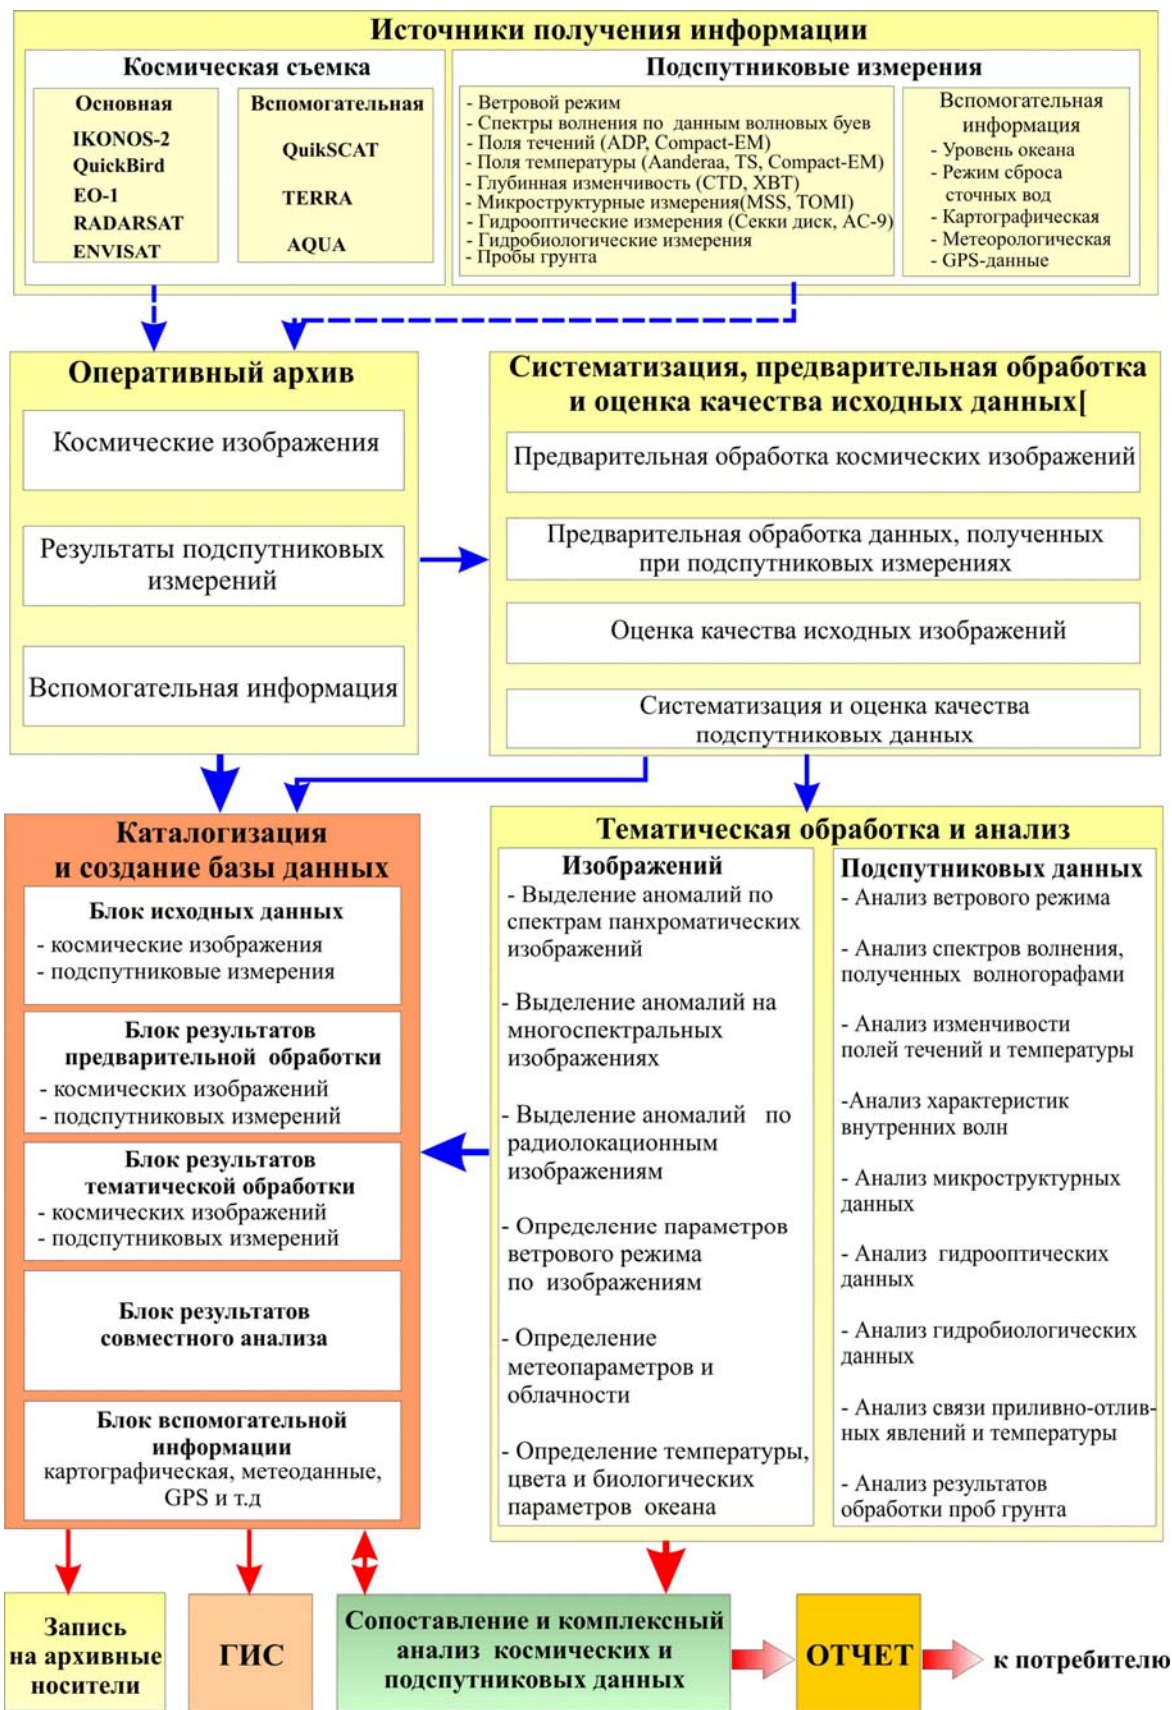 Источники получения информации
Космическая съемка
Основная
IKONOS-2
QuickBird
EO-1
RADARSAT
ENVISAT
Вспомогательная
QuikSCAT
TERRA
AQUA
Подспутниковые измерения
- Ветровой режим
- Спектры волнения по данным волновых буев
- Поля течений (ADP, Compact-EM)
- Поля температуры (Aanderaa, TS, Compact-EM)
- Глубинная изменчивость (CTD, XBT)
- Микроструктурные измерения(MSS, TOMI)
- Гидрооптические измерения (Секки диск, АС-9)
- Гидробиологические измерения
- Пробы грунта
Вспомогательная
информация
- Уровень океана
- Режим сброса
сточных вод
- Картографическая
- Метеорологическая
- GPS-данные
Оперативный архив
Космические изображения
Результаты подспутниковых
измерений
Вспомогательная информация
Систематизация, предварительная обработка
и оценка качества исходных данных[
Предварительная обработка космических изображений
Предварительная обработка данных, полученных
при подспутниковых измерениях
Оценка качества исходных изображений
Систематизация и оценка качества
подспутниковых данных
Каталогизация
и создание базы данных
Блок исходных данных
- космические изображения
- подспутниковые измерения
Блок результатов
предварительной обработки
- космических изображений
- подспутниковых измерений
Блок результатов
тематической обработки
- космических изображений
- подспутниковых измерений
Блок результатов
совместного анализа
Блок вспомогательной
информации
картографическая, метеоданные,
GPS и т.д
Тематическая обработка и анализ
Изображений
- Выделение аномалий по
спектрам панхроматических
изображений
- Выделение аномалий на
многоспектральных
изображениях
- Выделение аномалий по
радиолокационным
изображениям
- Определение параметров
ветрового режима
по изображениям
- Определение
метеопараметров и
облачности
- Определение температуры,
цвета и биологических
параметров океана
Подспутниковых данных
- Анализ ветрового режима
- Анализ спектров волнения,
полученных волногорафами
- Анализ изменчивости
полей течений и температуры
-Анализ характеристик
внутренних волн
- Анализ микроструктурных
данных
- Анализ гидрооптических
данных
- Анализ гидробиологических
данных
- Анализ связи приливно-отлив-
ных явлений и температуры
- Анализ результатов
обработки проб грунта
Запись
на архивные
носители
ГИС
Сопоставление и комплексный
анализ космических и
подспутниковых данных
ОТЧЕТ
к потребителю